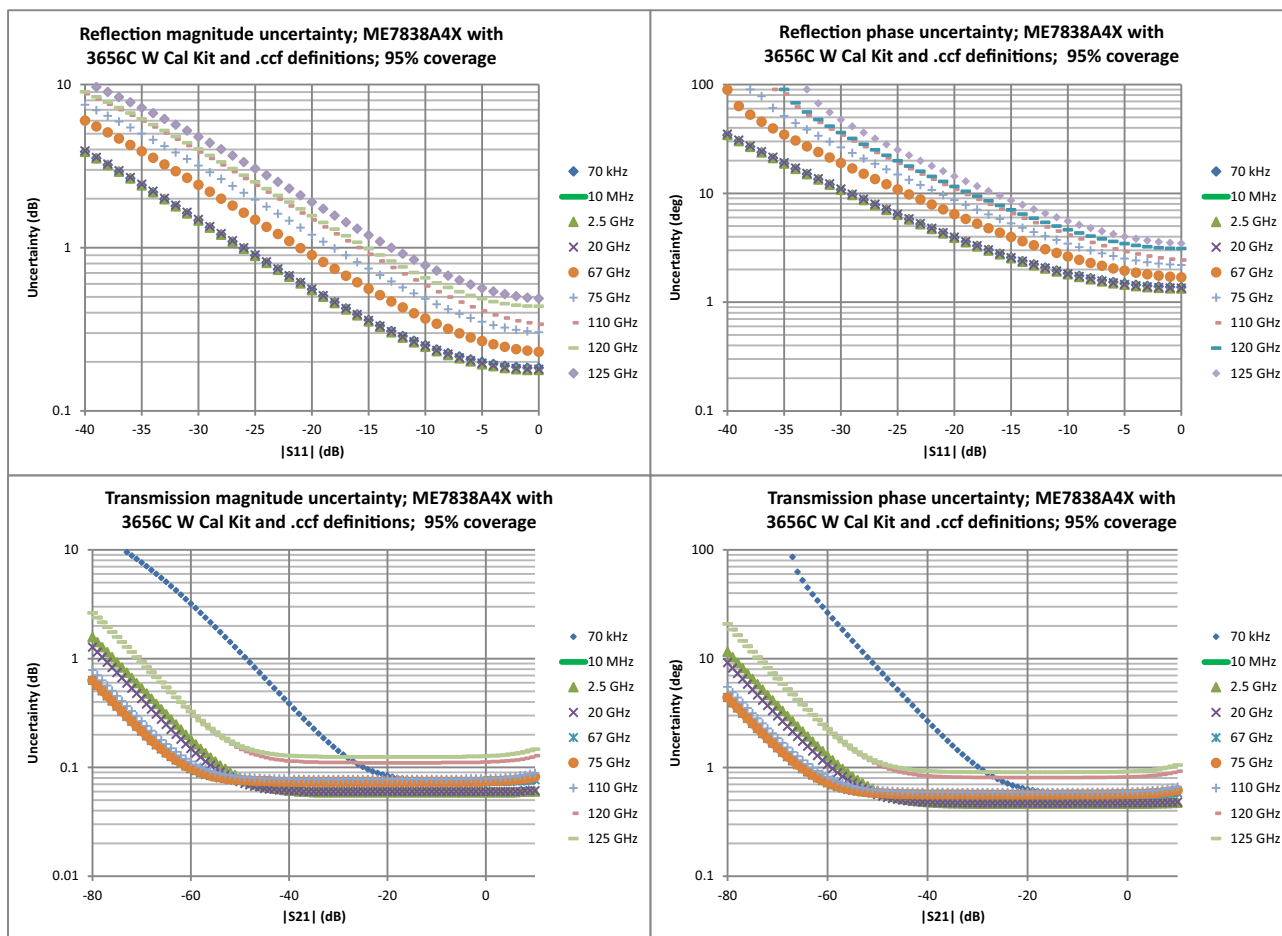 Reflection magnitude uncertainty; ME7838A4X with
3656C W Cal Kit and .ccf definitions; 95% coverage
10
1
0.1
Uncertainty (dB)
-40 -35 -30 -25 -20 -15 -10 -5 0
|S11| (dB)
70 kHz
10 MHz
2.5 GHz
20 GHz
67 GHz
75 GHz
110 GHz
120 GHz
125 GHz
Reflection phase uncertainty; ME7838A4X with
3656C W Cal Kit and .ccf definitions; 95% coverage
100
10
1
0.1
Uncertainty (deg)
-40 -35 -30 -25 -20 -15 -10 -5 0
|S11| (dB)
70 kHz
10 MHz
2.5 GHz
20 GHz
67 GHz
75 GHz
110 GHz
120 GHz
125 GHz
Transmission magnitude uncertainty; ME7838A4X with
3656C W Cal Kit and .ccf definitions; 95% coverage
10
1
0.1
0.01
Uncertainty (dB)
-80 -60 -40 -20 0
|S21| (dB)
70 kHz
10 MHz
2.5 GHz
20 GHz
67 GHz
75 GHz
110 GHz
120 GHz
125 GHz
Transmission phase uncertainty; ME7838A4X with
3656C W Cal Kit and .ccf definitions; 95% coverage
100
10
1
0.1
Uncertainty (deg)
-80 -60 -40 -20 0
|S21| (dB)
70 kHz
10 MHz
2.5 GHz
20 GHz
67 GHz
75 GHz
110 GHz
120 GHz
125 GHz